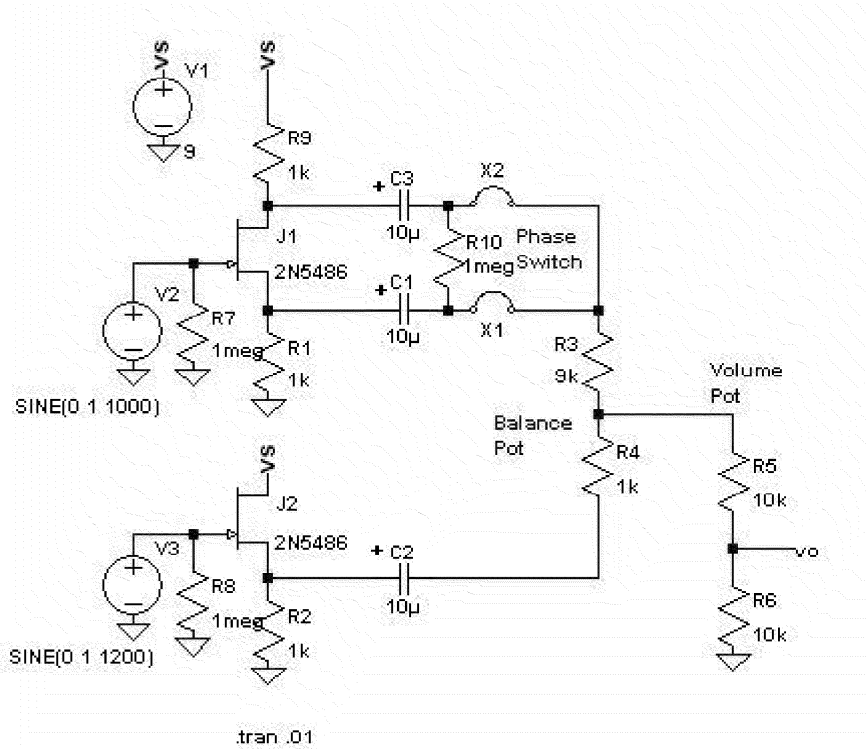 VS
V1
9
VS
R9
1k
C3
+
10µ
X2
R10
1meg
Phase
Switch
J1
2N5486
V2
R7
1meg
C1
+
10µ
X1
R1
1k
SINE(0 1 1000)
R3
9k
Volume
Pot
Balance
Pot
R4
1k
R5
10k
VS
J2
2N5486
V3
R8
1meg
C2
+
10µ
vo
R2
1k
R6
10k
SINE(0 1 1200)
.tran .01